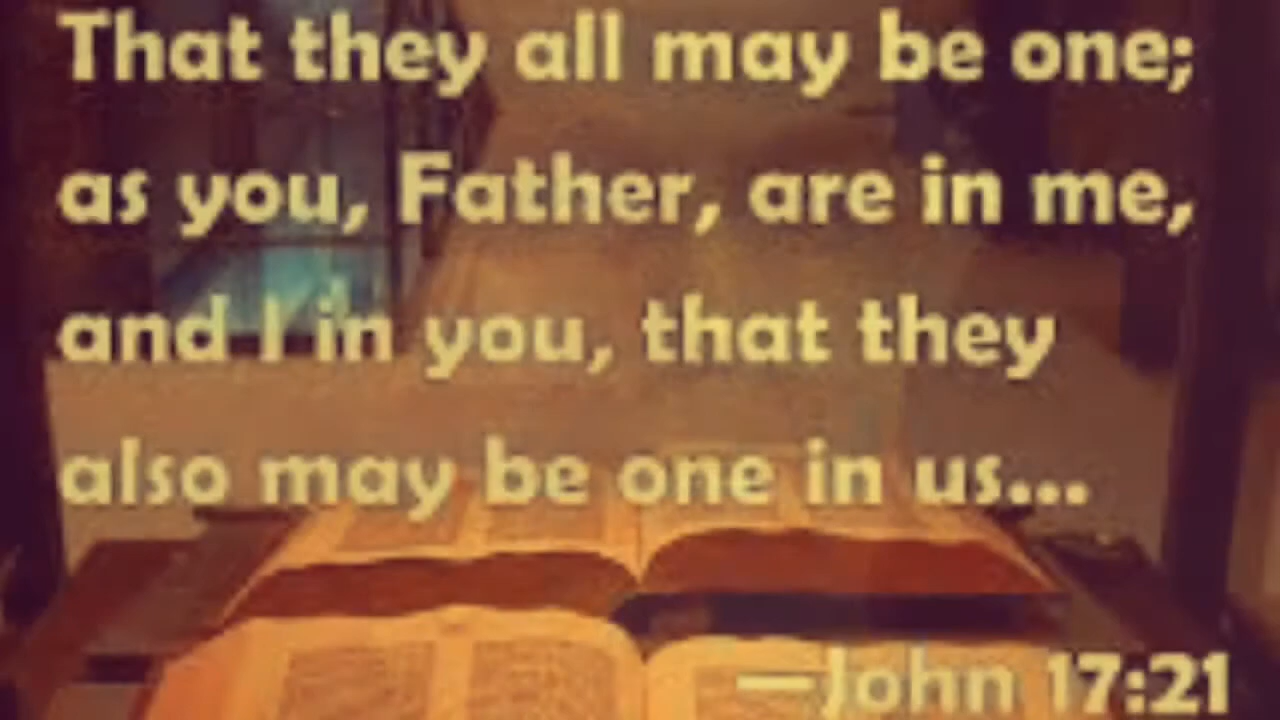 That they all may be one;
as you, Father, are in me,
and I in you, that they
also may be one in us...
—John 17:21